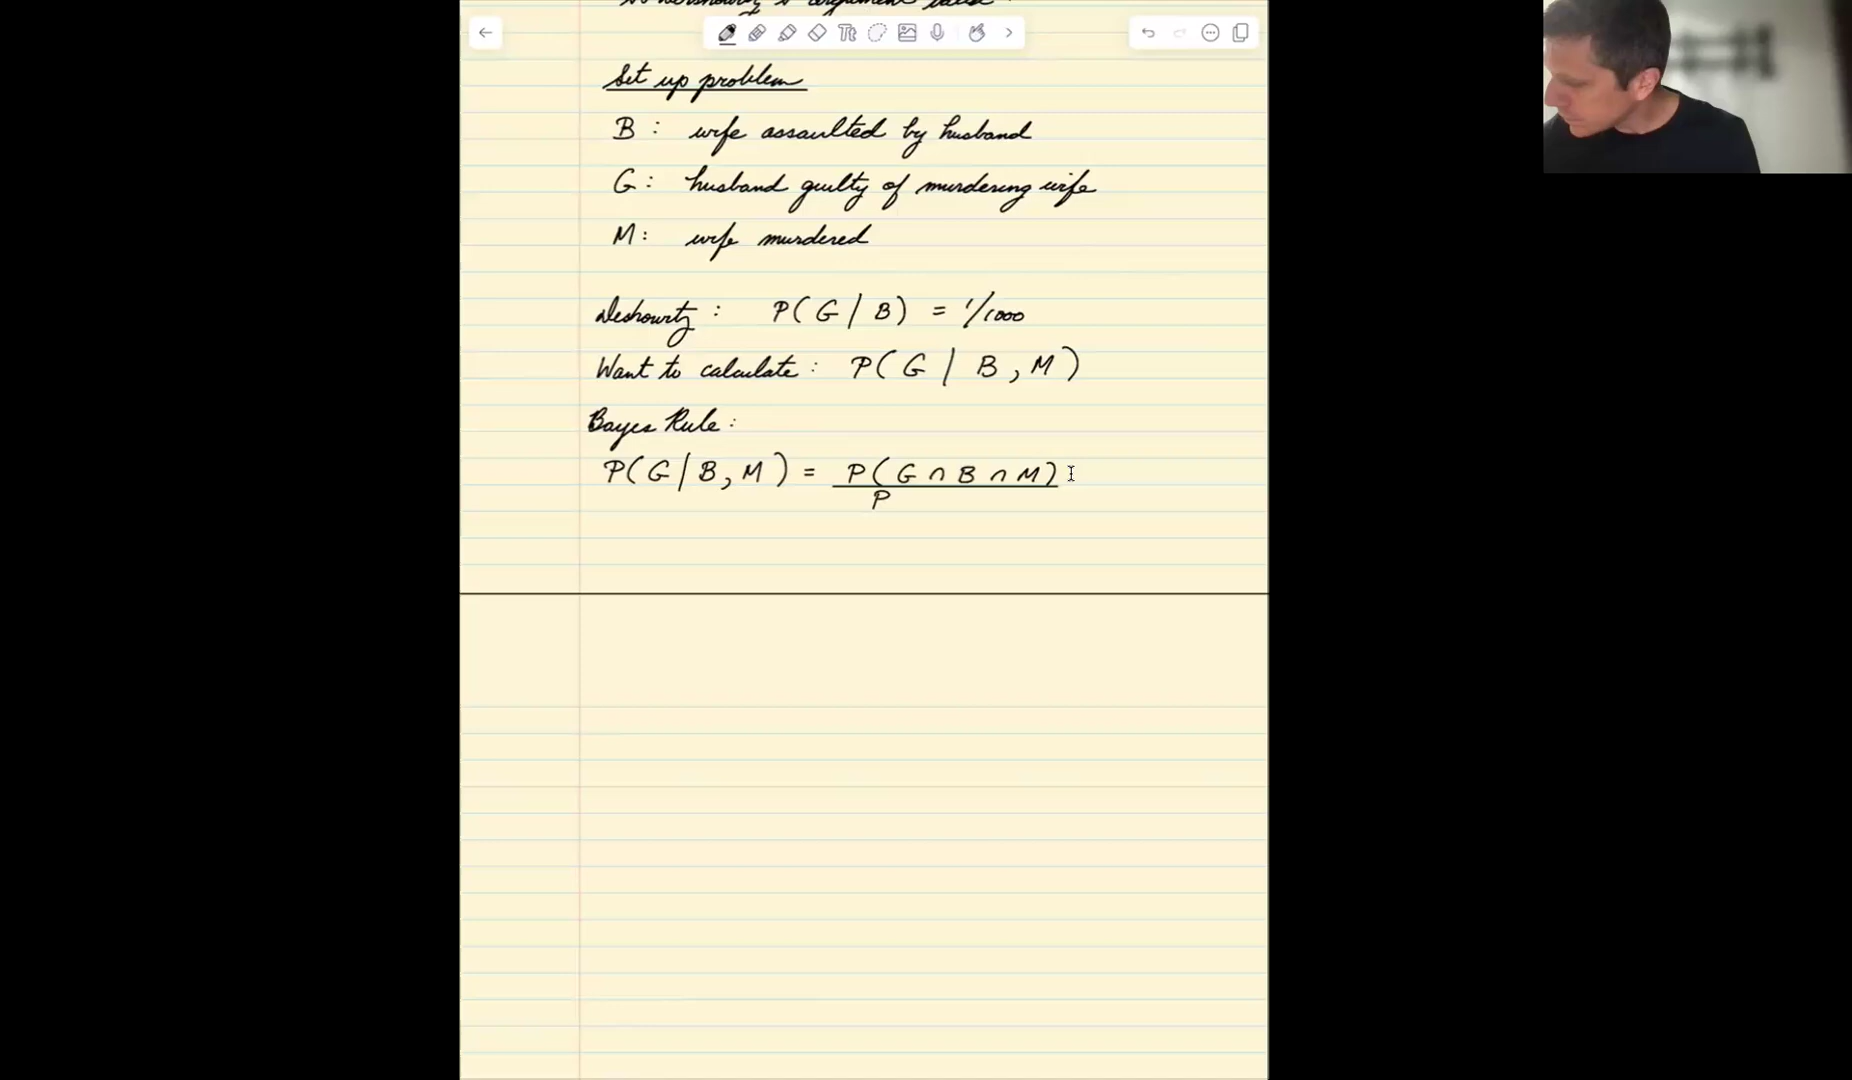 Set up problem
B : wife assaulted by husband
G : husband guilty of murdering wife
M : wife murdered
Dershowitz : P( G | B ) = 1/1000
Want to calculate : P( G | B , M )
Bayes Rule :
P( G | B , M ) = P( G ∩ B ∩ M )
P
Tt